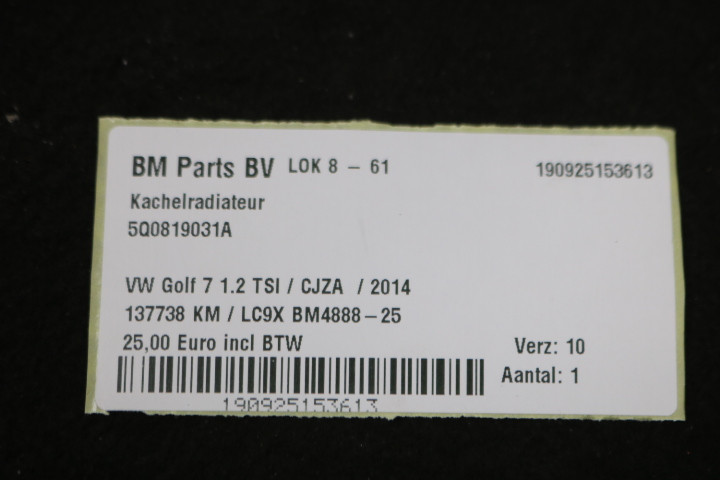 BM Parts BV LOK 8 - 61 190925153613
Kachelradiateur
5Q0819031A
VW Golf 7 1.2 TSI / CJZA / 2014
137738 KM / LC9X BM4888-25
25,00 Euro incl BTW Verz: 10
Aantal: 1
190925153613